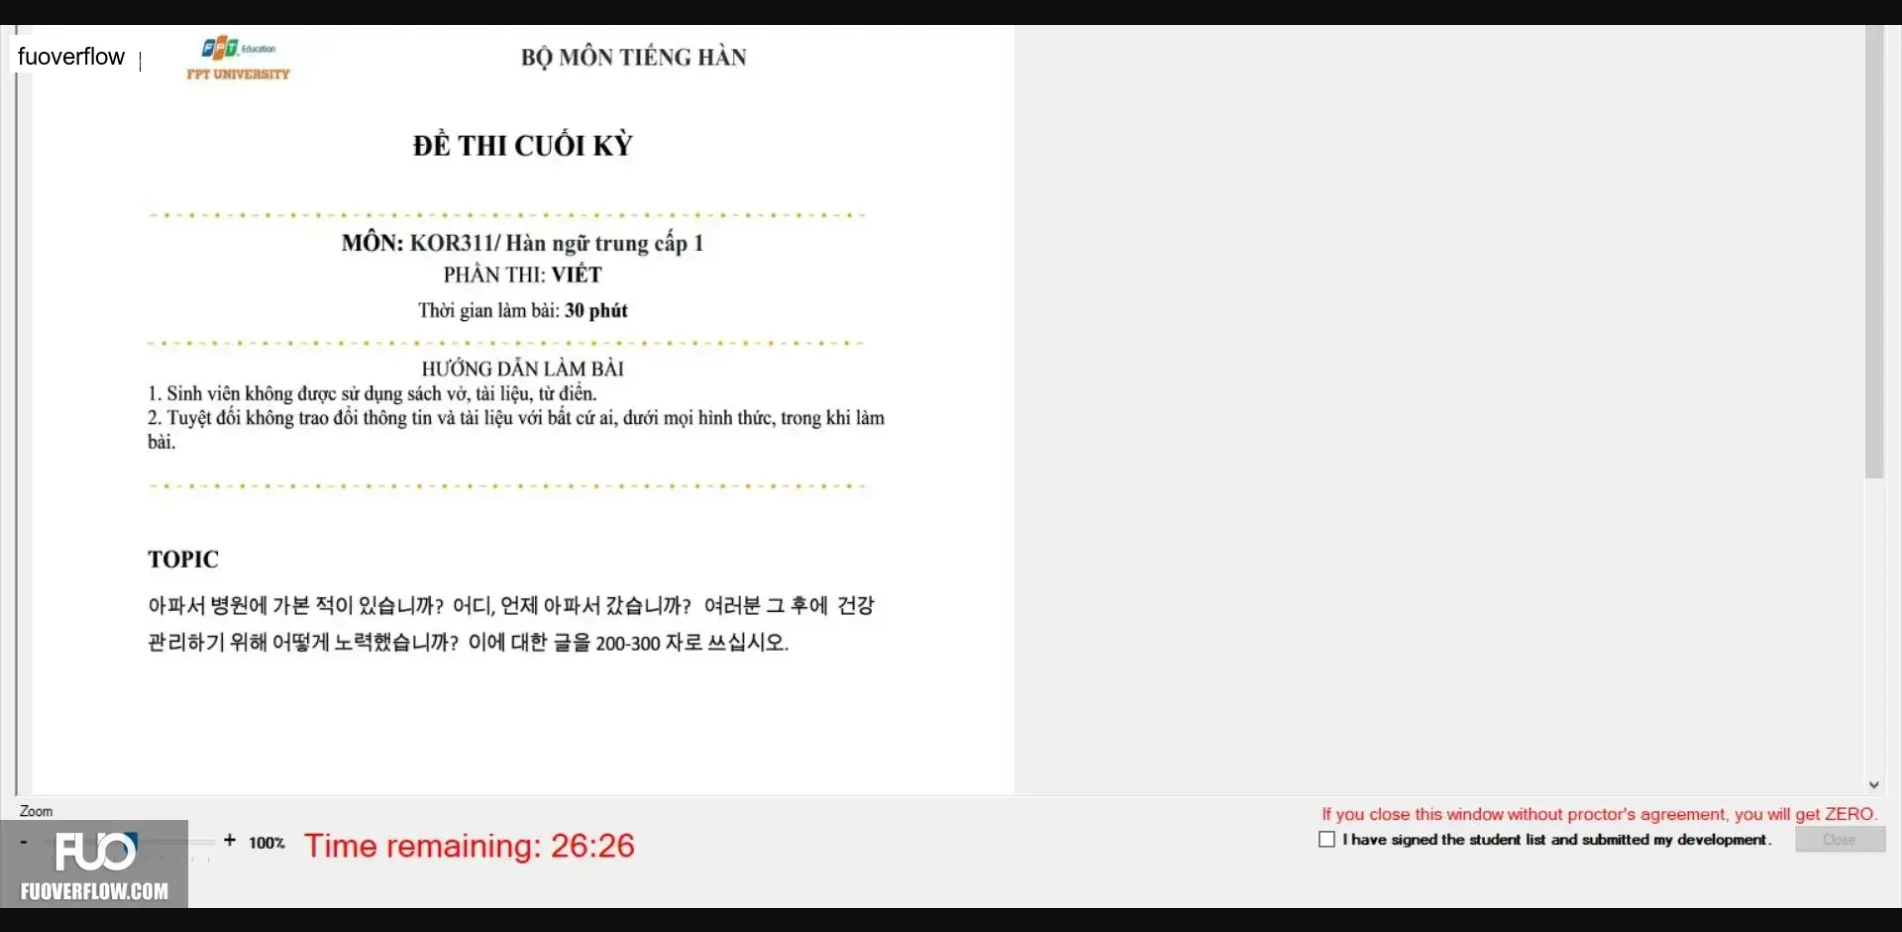 fuoverflow
FPT Education
FPT UNIVERSITY
BỘ MÔN TIẾNG HÀN
ĐỀ THI CUỐI KỲ
MÔN: KOR311/ Hàn ngữ trung cấp 1
PHẦN THI: VIẾT
Thời gian làm bài: 30 phút
HƯỚNG DẪN LÀM BÀI
1. Sinh viên không được sử dụng sách vở, tài liệu, từ điển.
2. Tuyệt đối không trao đổi thông tin và tài liệu với bất cứ ai, dưới mọi hình thức, trong khi làm
bài.
TOPIC
아파서 병원에 가본 적이 있습니까? 어디, 언제 아파서 갔습니까? 여러분 그 후에 건강
관리하기 위해 어떻게 노력했습니까? 이에 대한 글을 200-300 자로 쓰십시오.
Zoom
- + 100%
Time remaining: 26:26
If you close this window without proctor's agreement, you will get ZERO.
I have signed the student list and submitted my development.
Close
FUO
FUOVERFLOW.COM